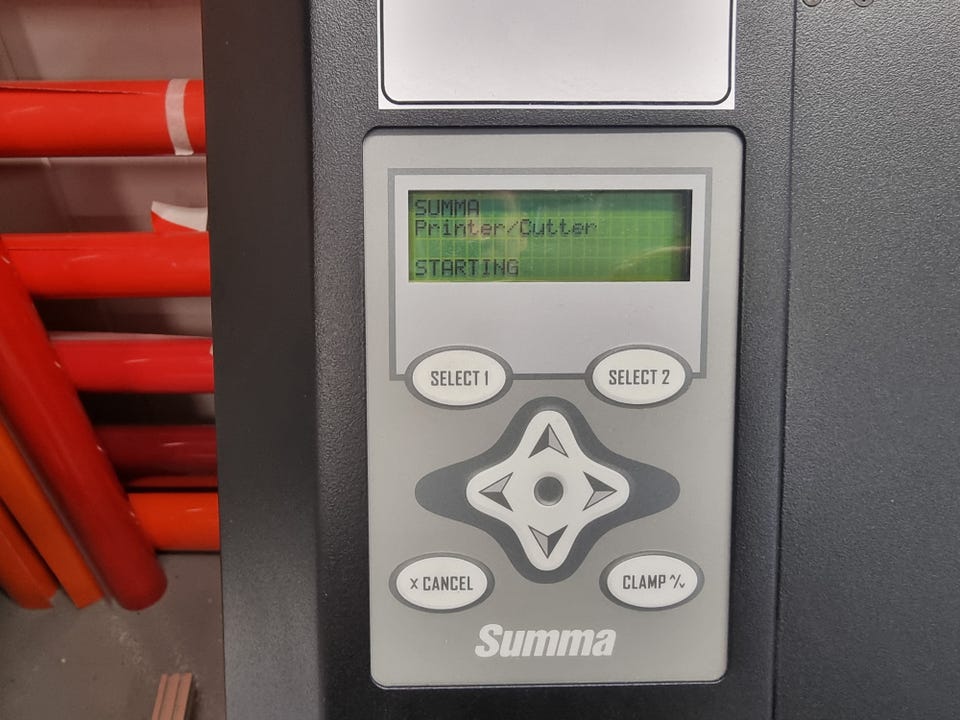 SUMMA
Printer/Cutter
STARTING
SELECT 1
SELECT 2
X CANCEL
CLAMP
Summa